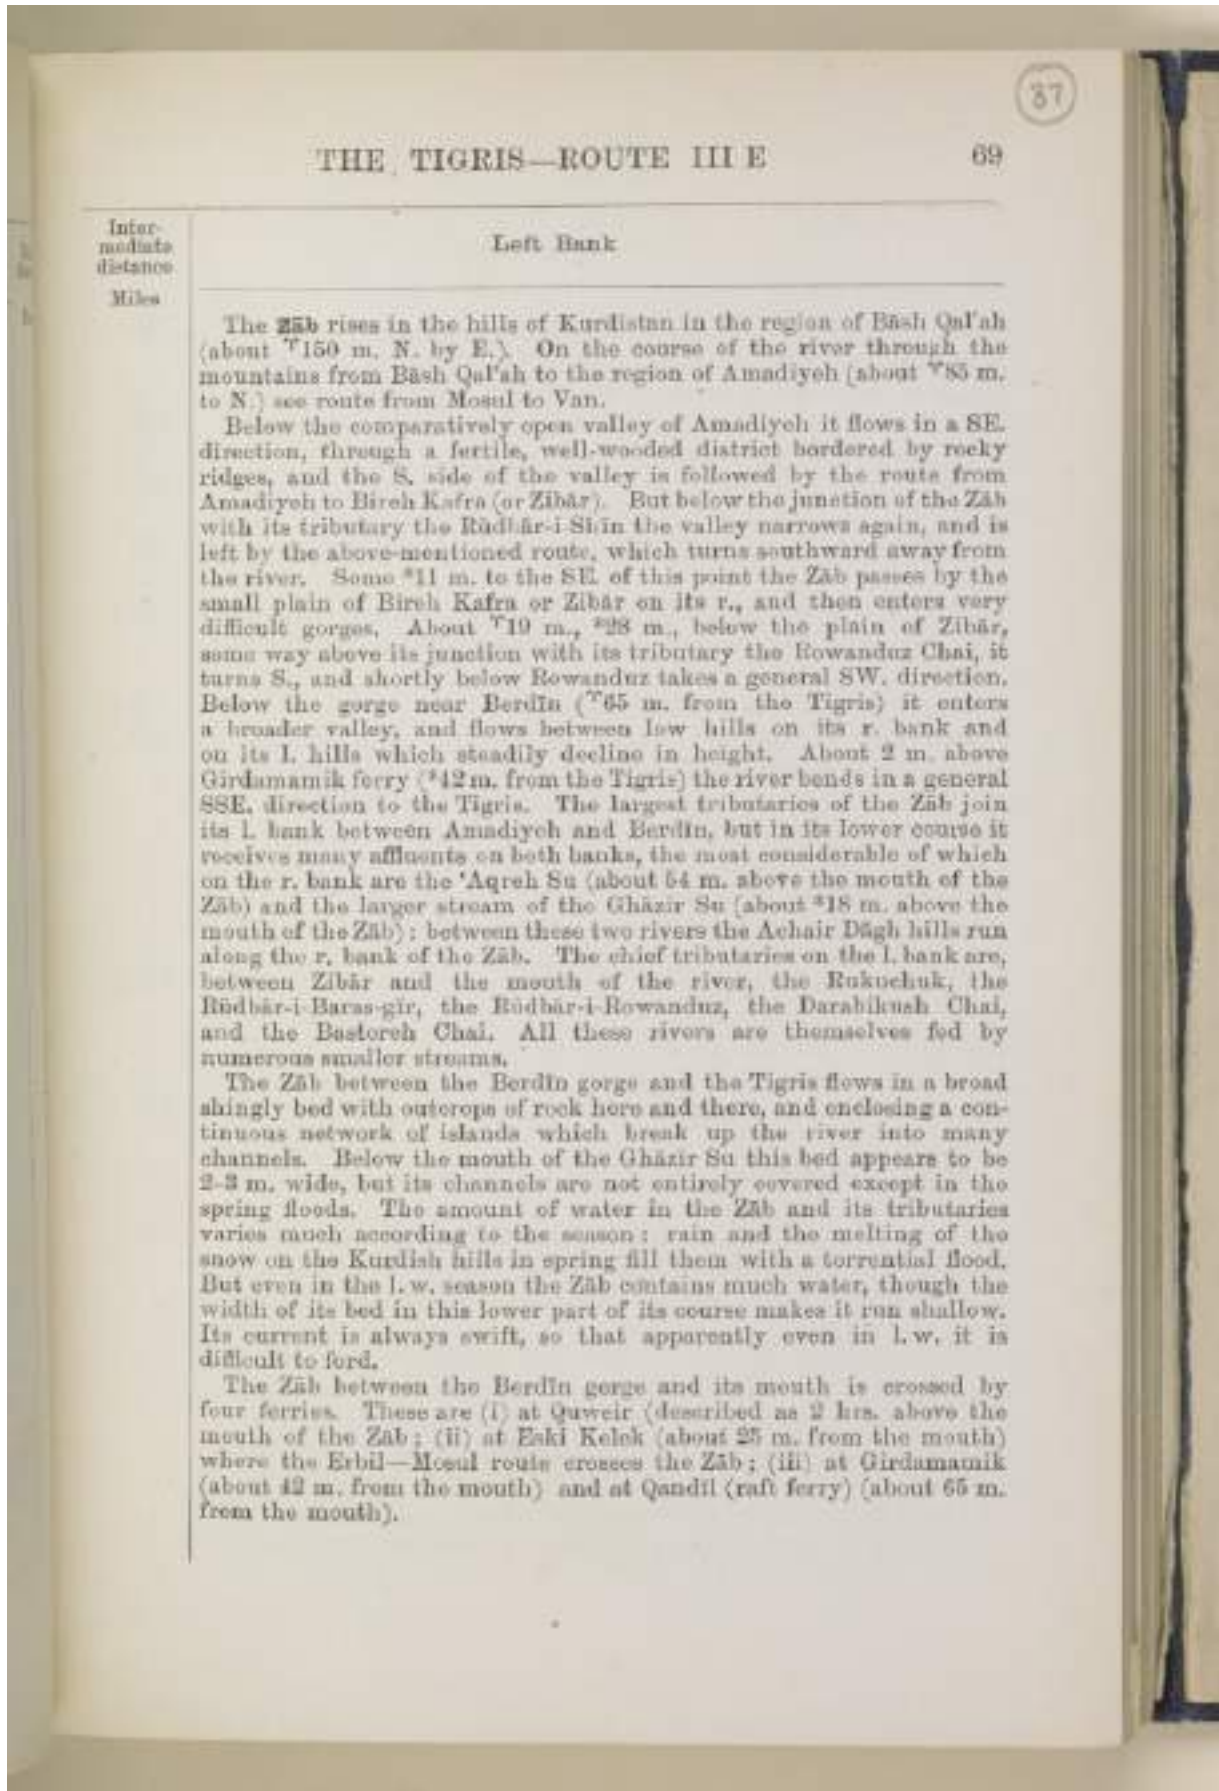 37
THE TIGRIS—ROUTE III E 69
Inter-
mediate
distance
Miles
Left Bank
The Zāb rises in the hills of Kurdistan in the region of Bāsh Qal'ah
(about ϒ150 m. N. by E.). On the course of the river through the
mountains from Bāsh Qal'ah to the region of Amadiyeh (about ϒ85 m.
to N.) see route from Mosul to Van.
Below the comparatively open valley of Amadiyeh it flows in a SE.
direction, through a fertile, well-wooded district bordered by rocky
ridges, and the S. side of the valley is followed by the route from
Amadiyeh to Bireh Kafra (or Zibār). But below the junction of the Zāb
with its tributary the Rūdbār-i-Shīn the valley narrows again, and is
left by the above-mentioned route, which turns southward away from
the river. Some *11 m. to the SE. of this point the Zāb passes by the
small plain of Bireh Kafra or Zibār on its r., and then enters very
difficult gorges. About ϒ19 m., *28 m., below the plain of Zibār,
some way above its junction with its tributary the Rowanduz Chai, it
turns S., and shortly below Rowanduz takes a general SW. direction.
Below the gorge near Berdīn (ϒ65 m. from the Tigris) it enters
a broader valley, and flows between low hills on its r. bank and
on its l. hills which steadily decline in height. About 2 m. above
Girdamamik ferry (*42 m. from the Tigris) the river bends in a general
SSE. direction to the Tigris. The largest tributaries of the Zāb join
its l. bank between Amadiyeh and Berdīn, but in its lower course it
receives many affluents on both banks, the most considerable of which
on the r. bank are the 'Aqreh Su (about 54 m. above the mouth of the
Zāb) and the larger stream of the Ghāzir Su (about *18 m. above the
mouth of the Zāb): between these two rivers the Achair Dāgh hills run
along the r. bank of the Zāb. The chief tributaries on the l. bank are,
between Zibār and the mouth of the river, the Rukuchuk, the
Rūdbār-i-Baras-gīr, the Rūdbār-i-Rowanduz, the Darabikush Chai,
and the Bastoreh Chai. All these rivers are themselves fed by
numerous smaller streams.
The Zāb between the Berdīn gorge and the Tigris flows in a broad
shingly bed with outcrops of rock here and there, and enclosing a con-
tinuous network of islands which break up the river into many
channels. Below the mouth of the Ghāzir Su this bed appears to be
2-3 m. wide, but its channels are not entirely covered except in the
spring floods. The amount of water in the Zāb and its tributaries
varies much according to the season: rain and the melting of the
snow on the Kurdish hills in spring fill them with a torrential flood.
But even in the l. w. season the Zāb contains much water, though the
width of its bed in this lower part of its course makes it run shallow.
Its current is always swift, so that apparently even in l. w. it is
difficult to ford.
The Zāb between the Berdīn gorge and its mouth is crossed by
four ferries. These are (i) at Quweir (described as 2 hrs. above the
mouth of the Zāb; (ii) at Eski Kelek (about 25 m. from the mouth)
where the Erbil—Mosul route crosses the Zāb; (iii) at Girdamamik
(about 42 m. from the mouth) and at Qandīl (raft ferry) (about 65 m.
from the mouth).